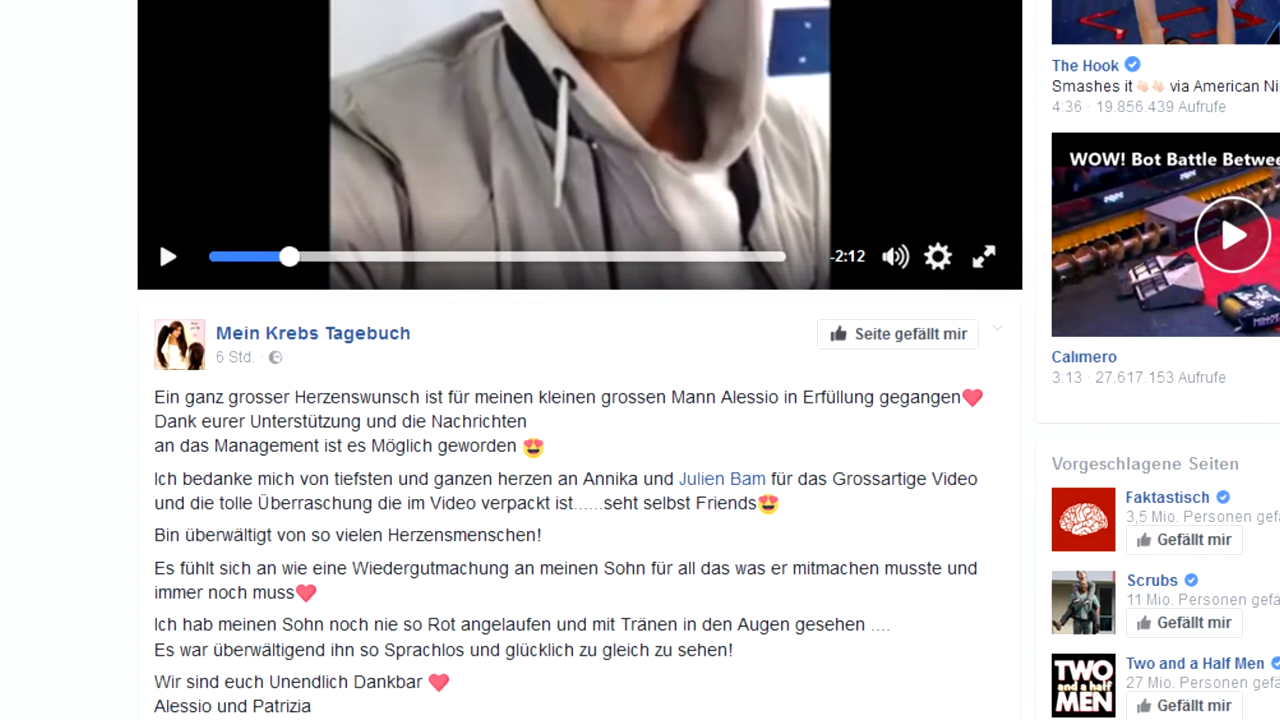 -2:12
Mein Krebs Tagebuch
6 Std. ·
Seite gefällt mir
Ein ganz grosser Herzenswunsch ist für meinen kleinen grossen Mann Alessio in Erfüllung gegangen❤
Dank eurer Unterstützung und die Nachrichten
an das Management ist es Möglich geworden 😍
Ich bedanke mich von tiefsten und ganzen herzen an Annika und Julien Bam für das Grossartige Video
und die tolle Überraschung die im Video verpackt ist......seht selbst Friends😍
Bin überwältigt von so vielen Herzensmenschen!
Es fühlt sich an wie eine Wiedergutmachung an meinen Sohn für all das was er mitmachen musste und
immer noch muss❤
Ich hab meinen Sohn noch nie so Rot angelaufen und mit Tränen in den Augen gesehen ....
Es war überwältigend ihn so Sprachlos und glücklich zu gleich zu sehen!
Wir sind euch Unendlich Dankbar ❤
Alessio und Patrizia
The Hook
Smashes it 👏🏻👏🏻 via American Ni
4:36 · 19.856.439 Aufrufe
WOW! Bot Battle Betwee
Calimero
3:13 · 27.617.153 Aufrufe
Vorgeschlagene Seiten
Faktastisch
3,5 Mio. Personen gefä
Gefällt mir
Scrubs
11 Mio. Personen gefä
Gefällt mir
TWO
and a half
MEN
Two and a Half Men
27 Mio. Personen gefä
Gefällt mir